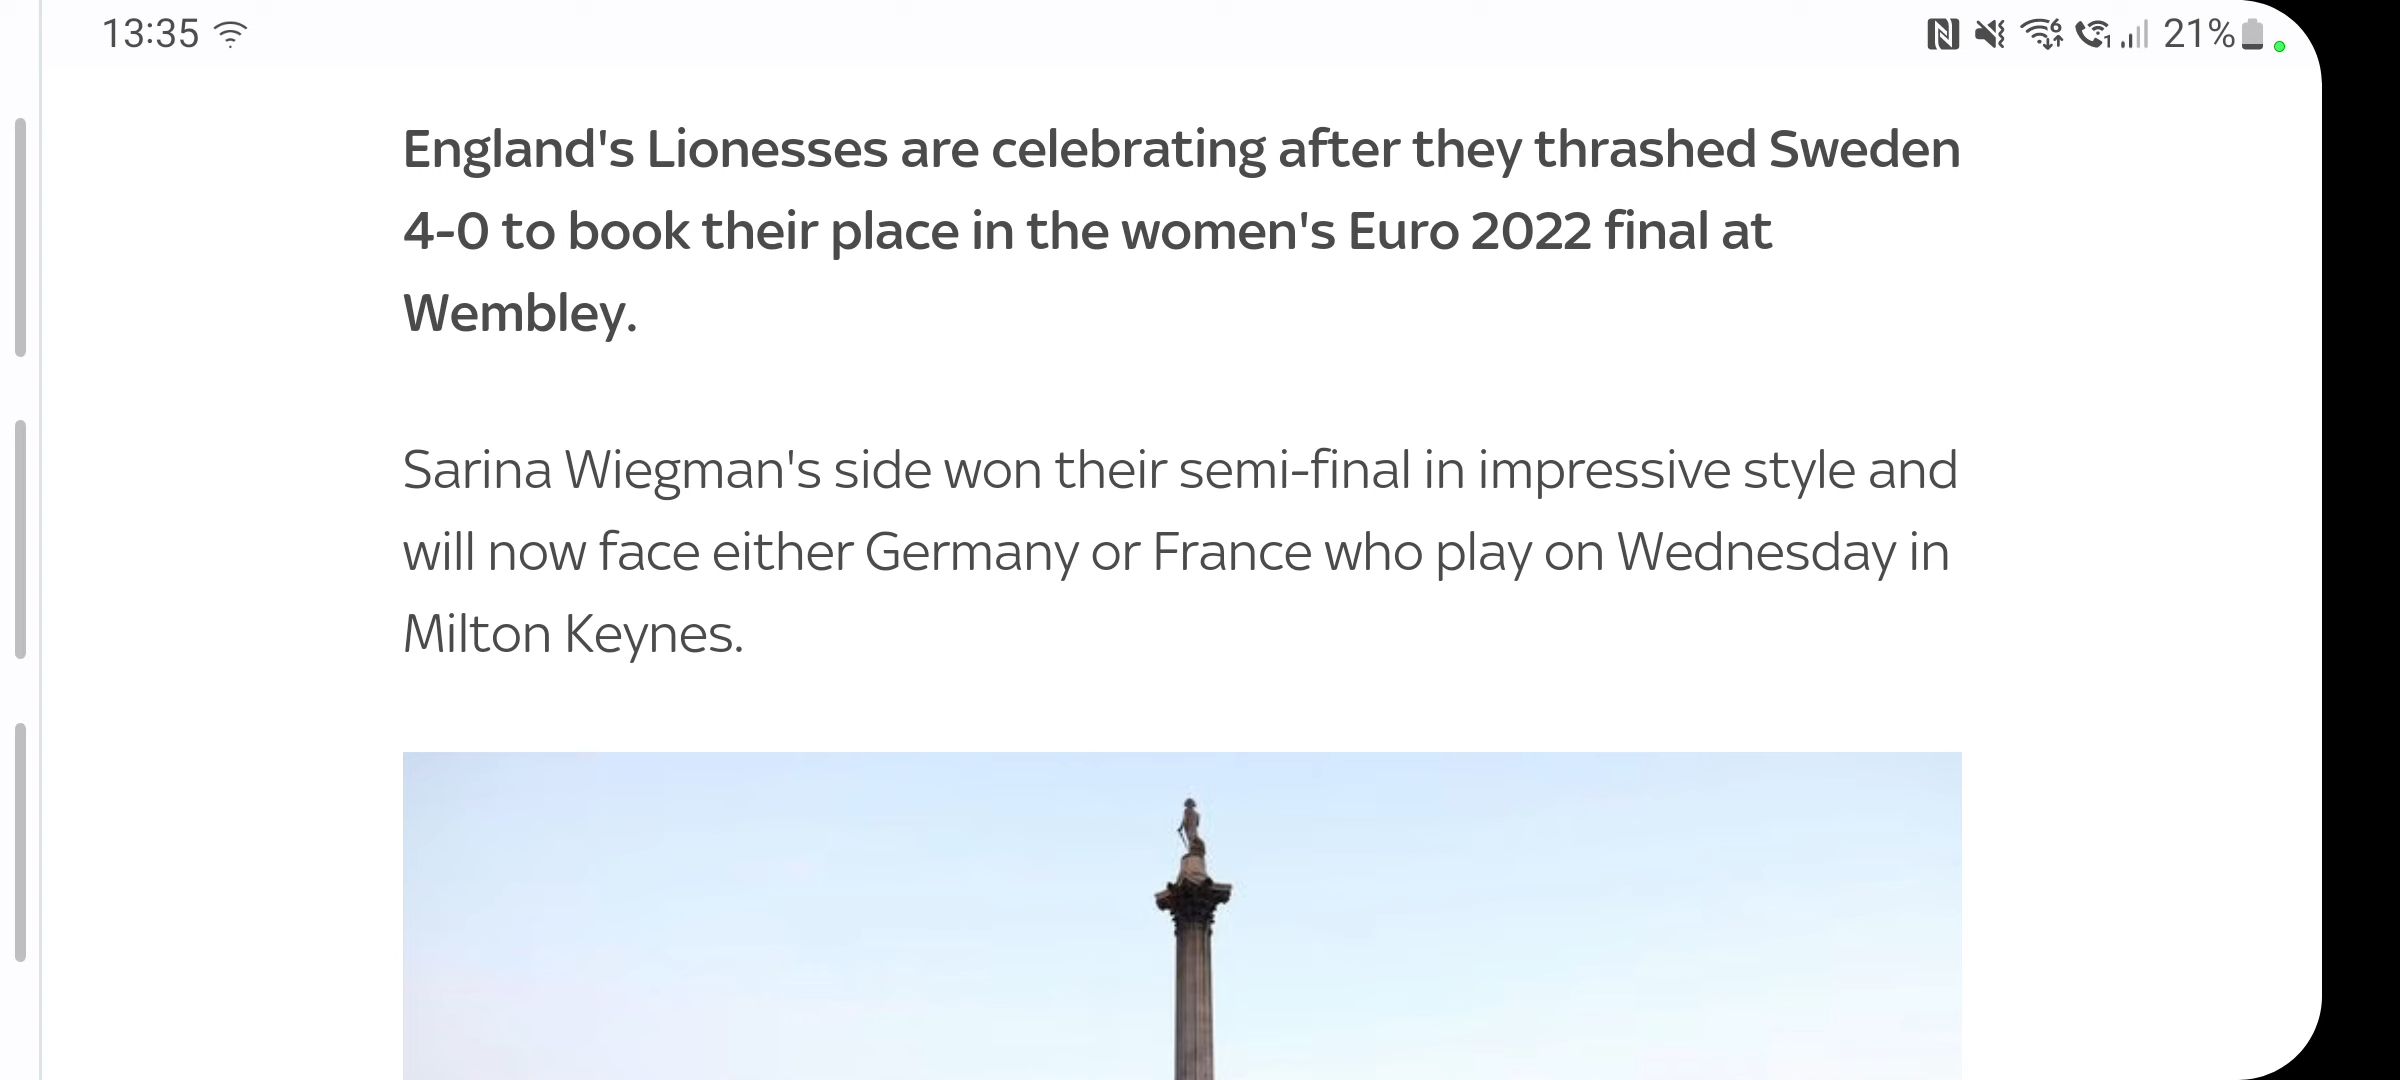 13:35 21%
England's Lionesses are celebrating after they thrashed Sweden
4-0 to book their place in the women's Euro 2022 final at
Wembley.
Sarina Wiegman's side won their semi-final in impressive style and
will now face either Germany or France who play on Wednesday in
Milton Keynes.